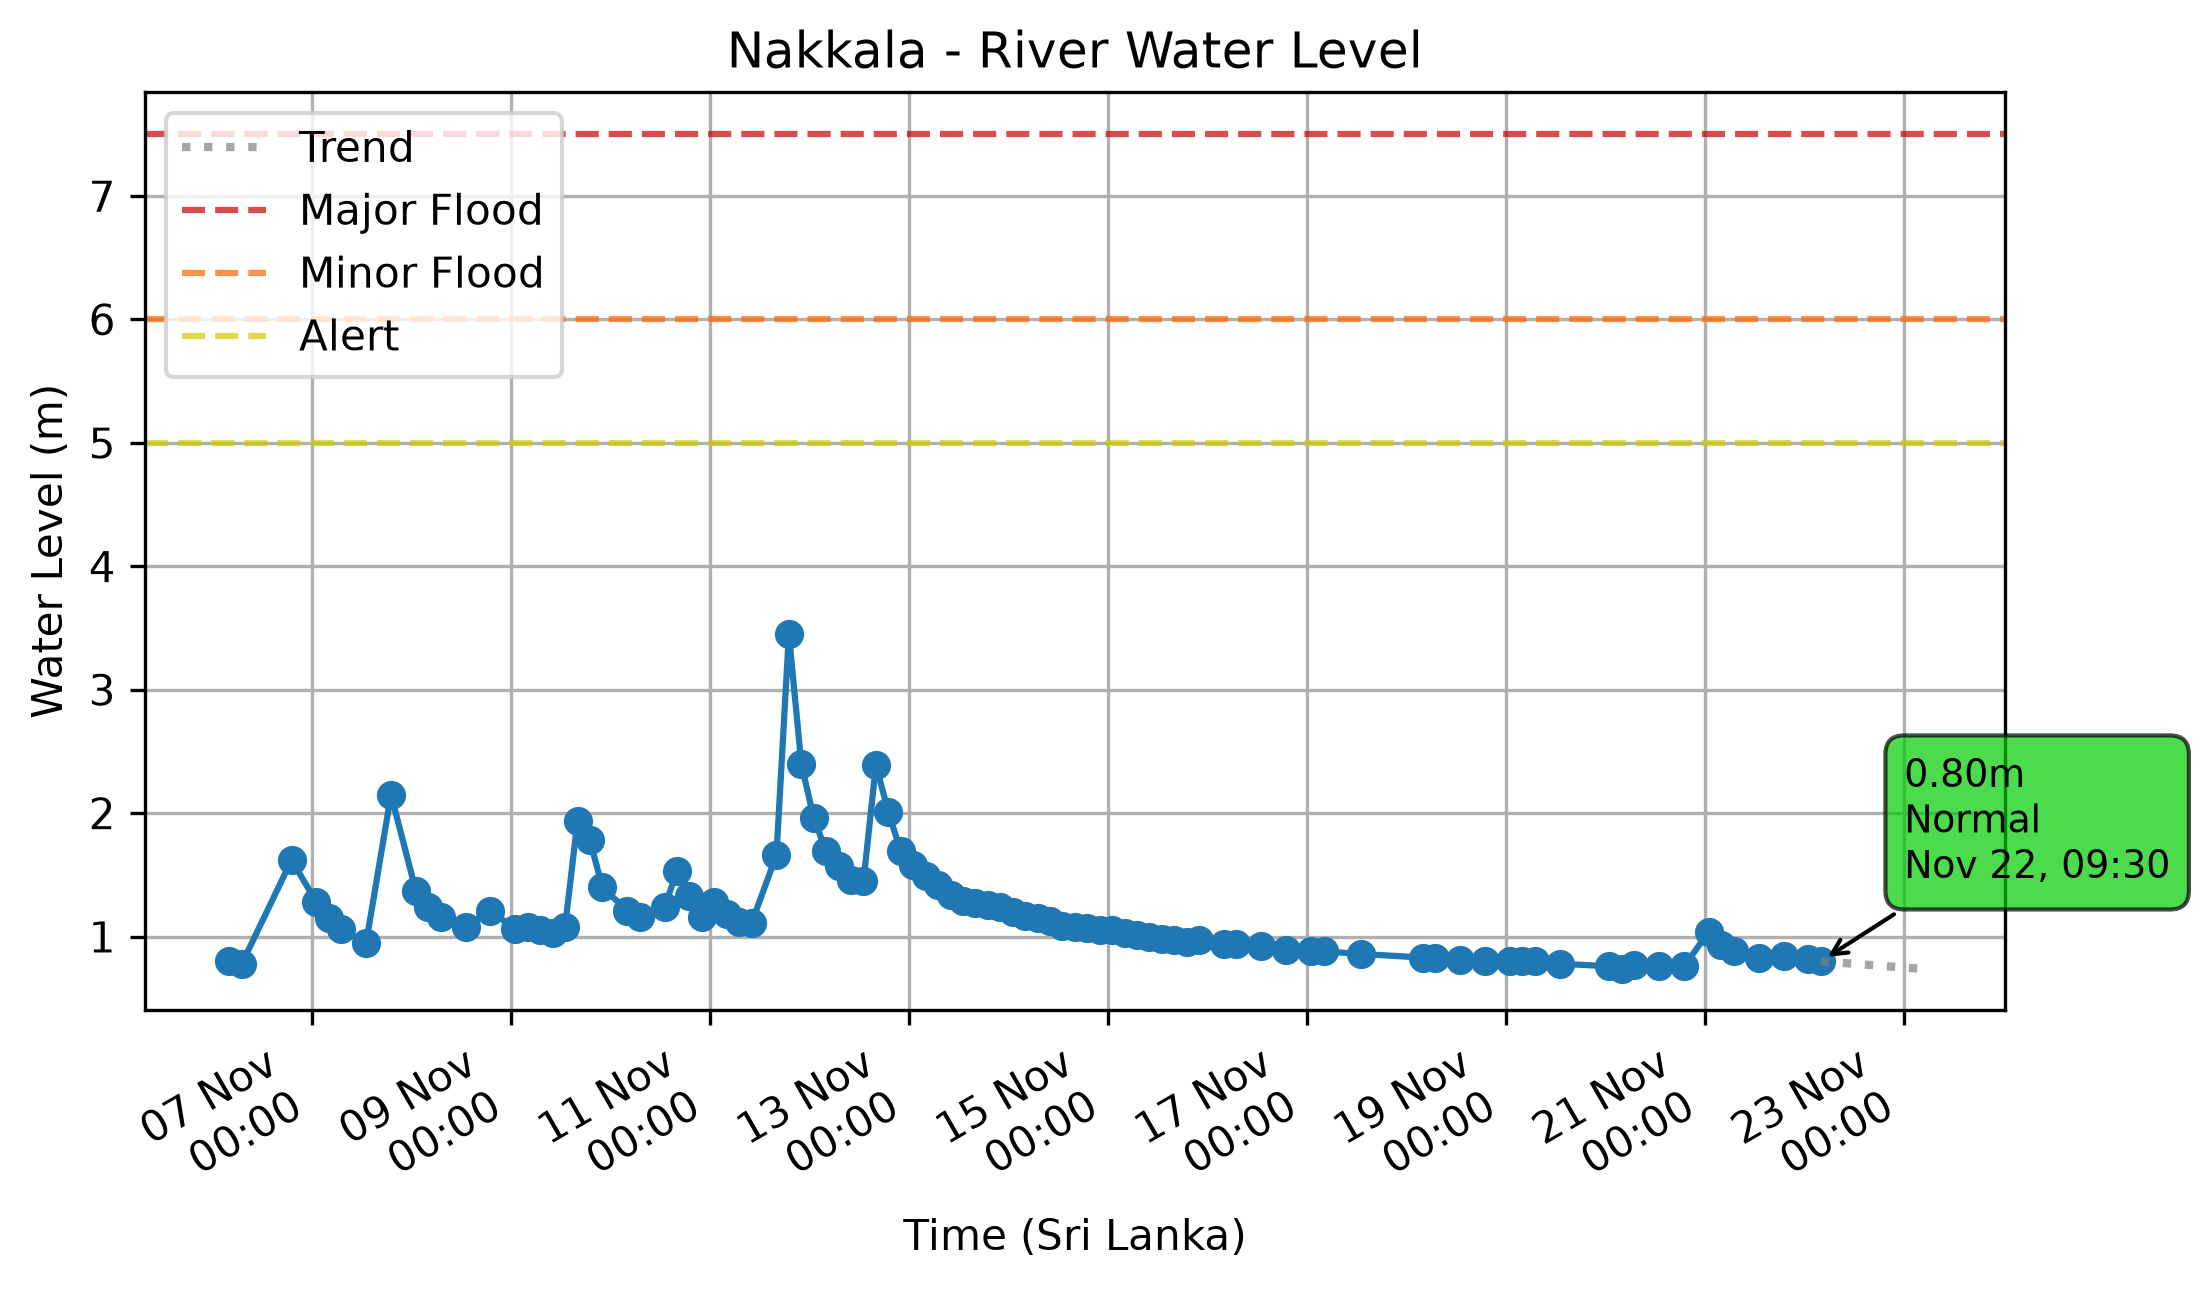 Nakkala - River Water Level
Trend
Major Flood
Minor Flood
Alert
Water Level (m)
7
6
5
4
3
2
1
0.80m
Normal
Nov 22, 09:30
07 Nov
00:00
09 Nov
00:00
11 Nov
00:00
13 Nov
00:00
15 Nov
00:00
17 Nov
00:00
19 Nov
00:00
21 Nov
00:00
23 Nov
00:00
Time (Sri Lanka)